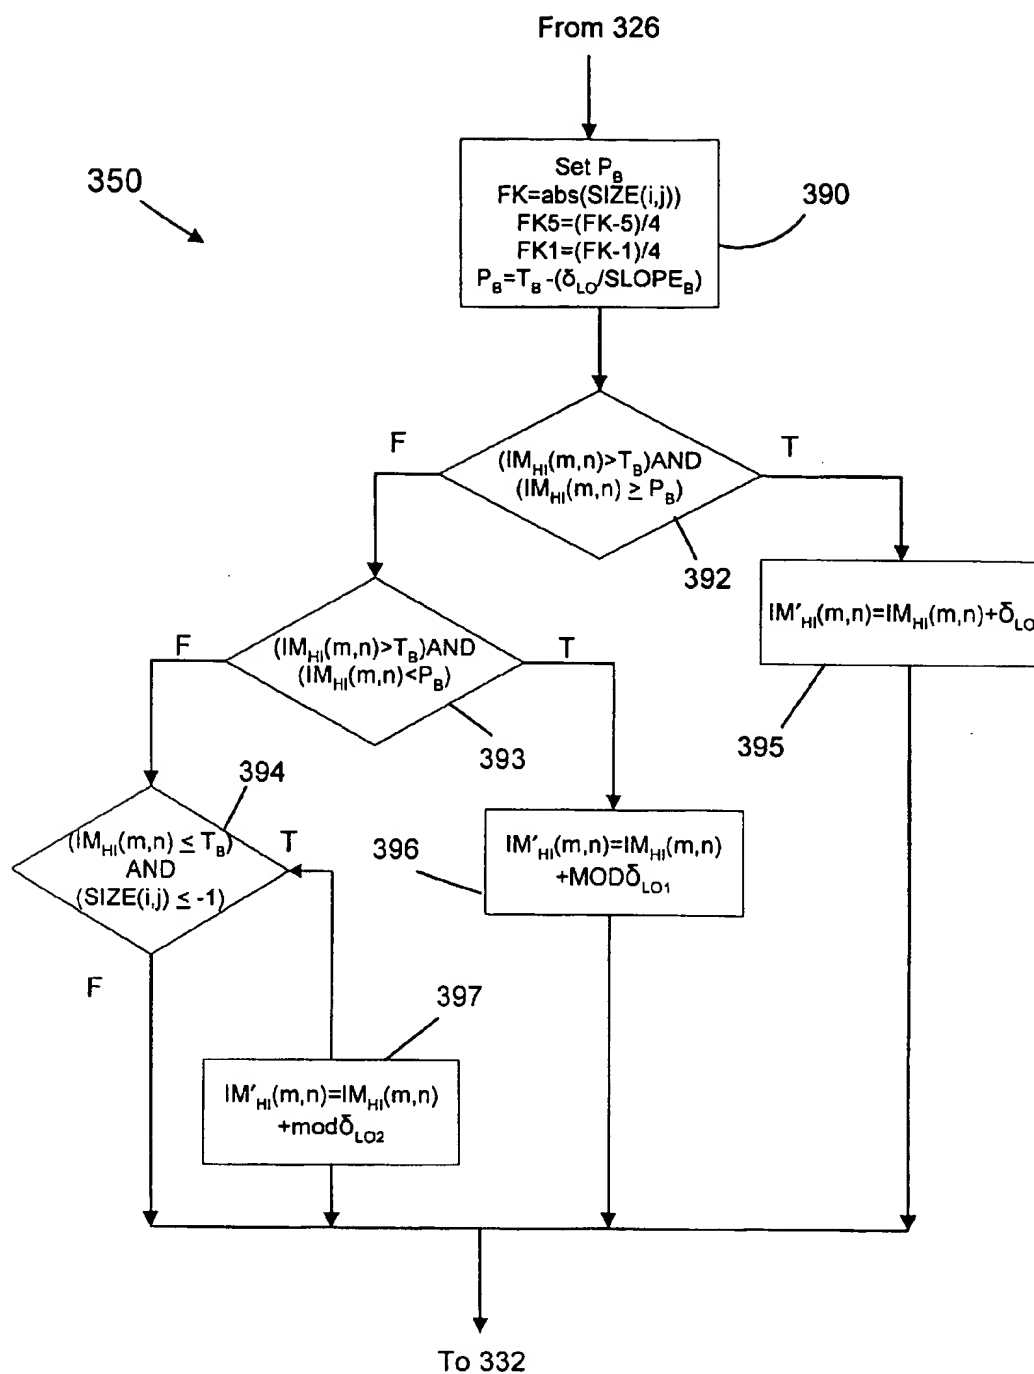 From 326
350
Set P_B
FK=abs(SIZE(i,j))
FK5=(FK-5)/4
FK1=(FK-1)/4
P_B=T_B-(δ_LO/SLOPE_B)
390
F
T
(IM_HI(m,n)>T_B)AND
(IM_HI(m,n) ≥ P_B)
392
IM'_HI(m,n)=IM_HI(m,n)+δ_LO
395
F
T
(IM_HI(m,n)>T_B)AND
(IM_HI(m,n)<P_B)
393
394
(IM_HI(m,n) ≤ T_B)
AND
(SIZE(i,j) ≤ -1)
T
F
396
IM'_HI(m,n)=IM_HI(m,n)
+MODδ_LO1
397
IM'_HI(m,n)=IM_HI(m,n)
+modδ_LO2
To 332